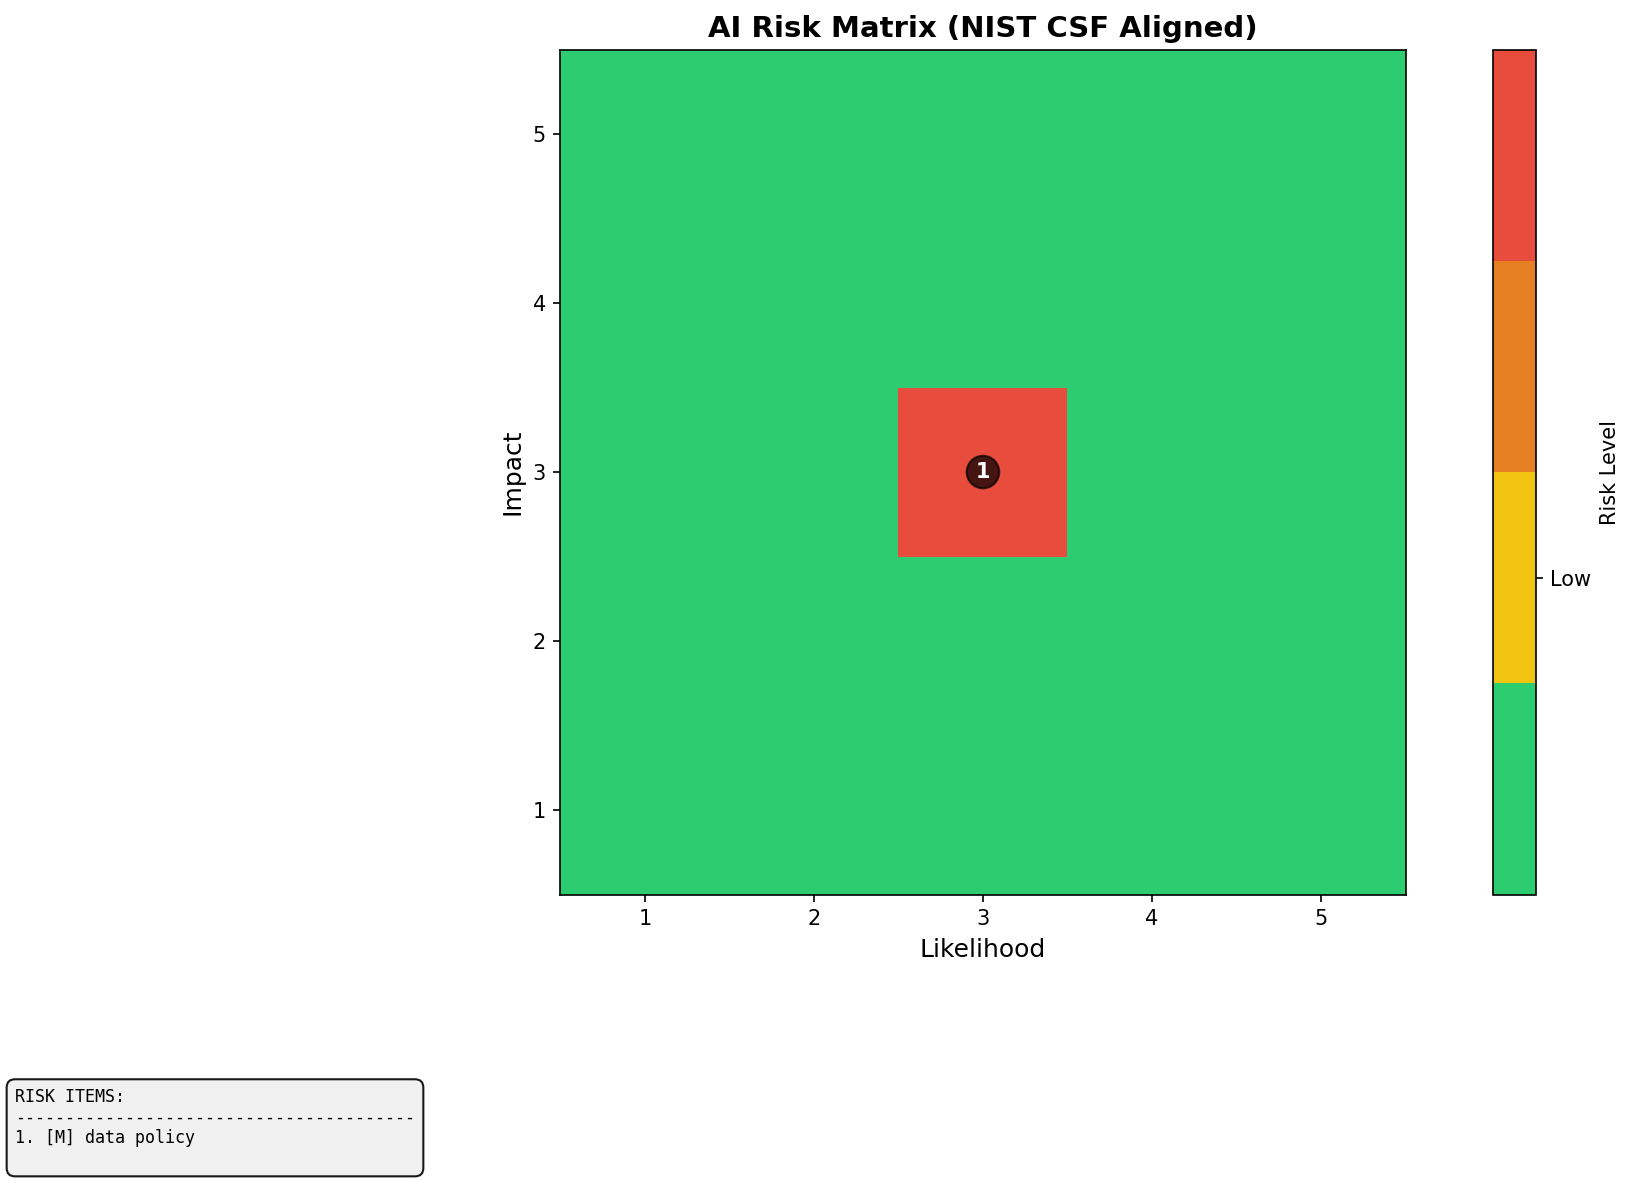 AI Risk Matrix (NIST CSF Aligned)
5
4
3
2
1
Impact
1
1
2
3
4
5
Likelihood
Low
Risk Level
RISK ITEMS:
----------------------------------------
1. [M] data policy